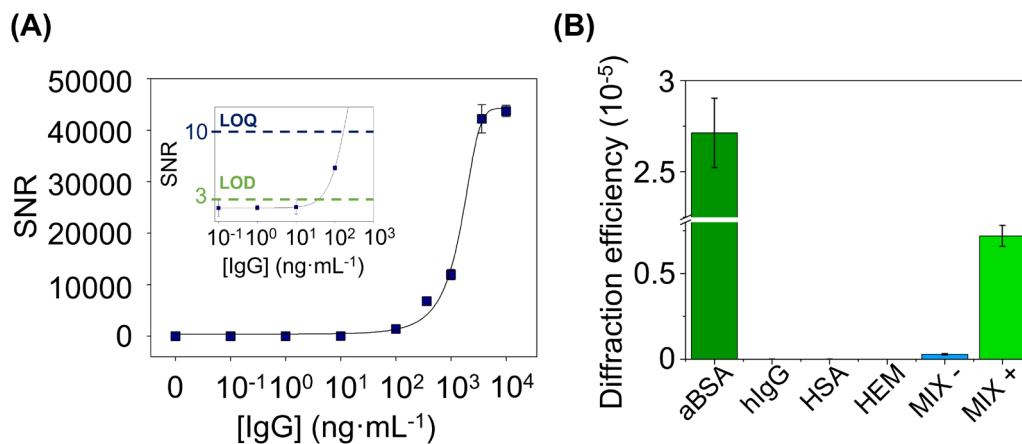 (A)
50000
40000
30000
20000
10000
0
SNR
0
10⁻¹
10⁰
10¹
10²
10³
10⁴
[IgG] (ng·mL⁻¹)
LOQ
10
LOD
3
SNR
10⁻¹
10⁰
10¹
10²
10³
[IgG] (ng·mL⁻¹)
(B)
Diffraction efficiency (10⁻⁵)
3
2.5
0.5
0
aBSA
hIgG
HSA
HEM
MIX -
MIX +